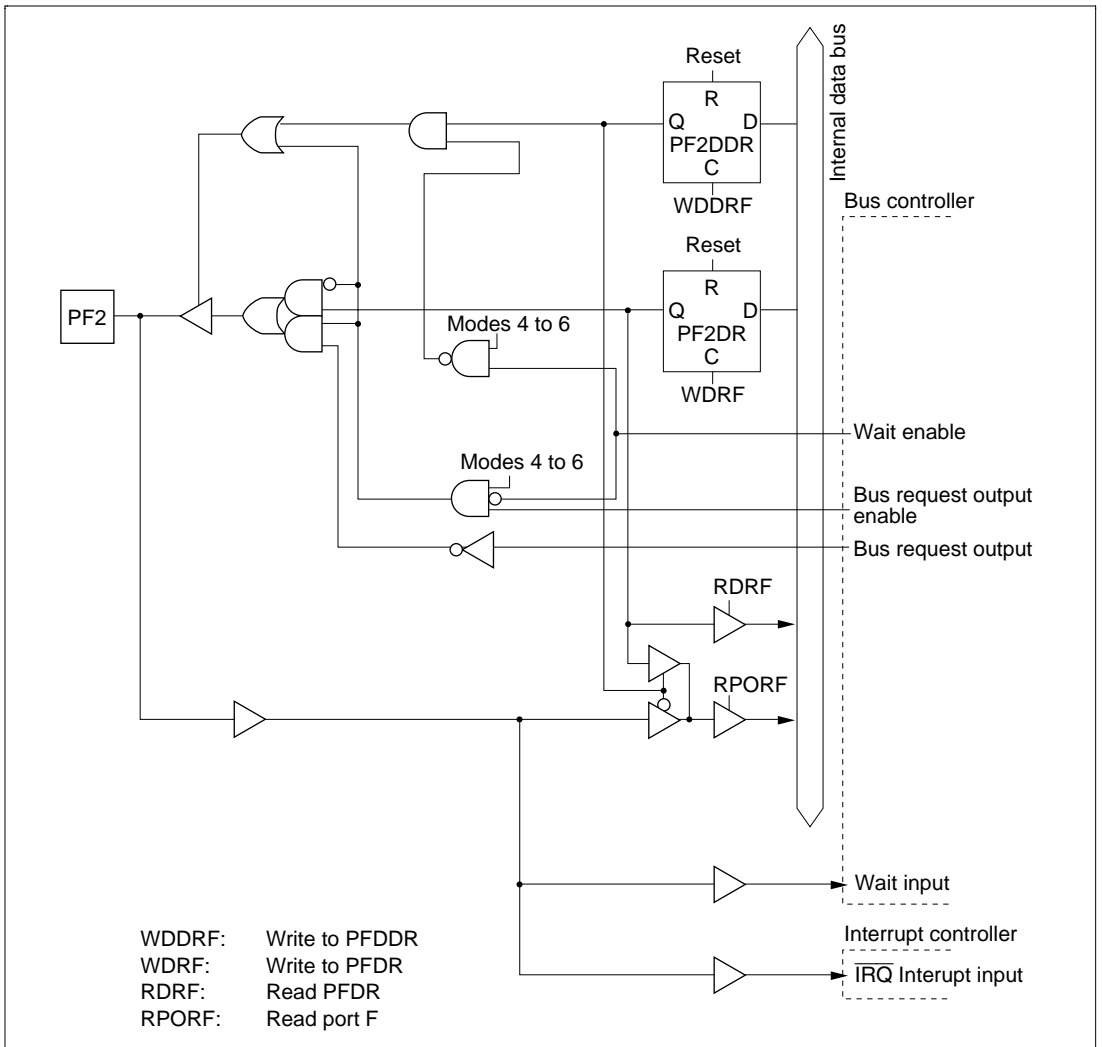 Reset
R
Q D
PF2DDR
C
WDDRF
Internal data bus
Bus controller
Reset
R
Q D
PF2DR
C
WDRF
PF2
Modes 4 to 6
Wait enable
Modes 4 to 6
Bus request output
enable
Bus request output
RDRF
RPORF
Wait input
Interrupt controller
I̅R̅Q̅ Interupt input
WDDRF: Write to PFDDR
WDRF: Write to PFDR
RDRF: Read PFDR
RPORF: Read port F